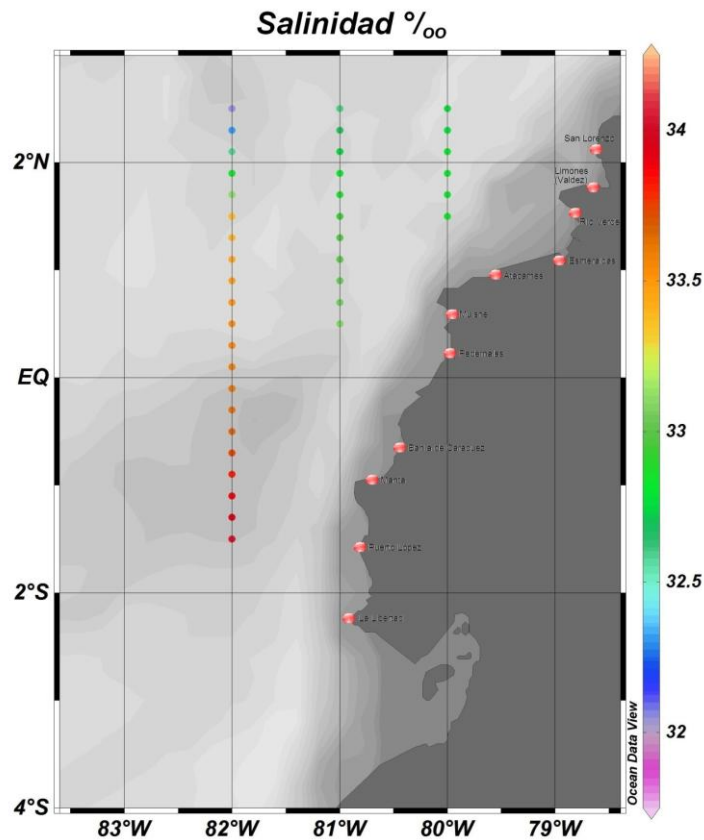 Salinidad º/ₒₒ
San Lorenzo
Limones
(Valdez)
Rio Verde
Esmeraldas
Atacames
Muisne
Pedernales
Bahia de Caraquez
Manta
Puerto López
La Libertad
2°N
EQ
2°S
4°S
83°W
82°W
81°W
80°W
79°W
34
33.5
33
32.5
32
Ocean Data View